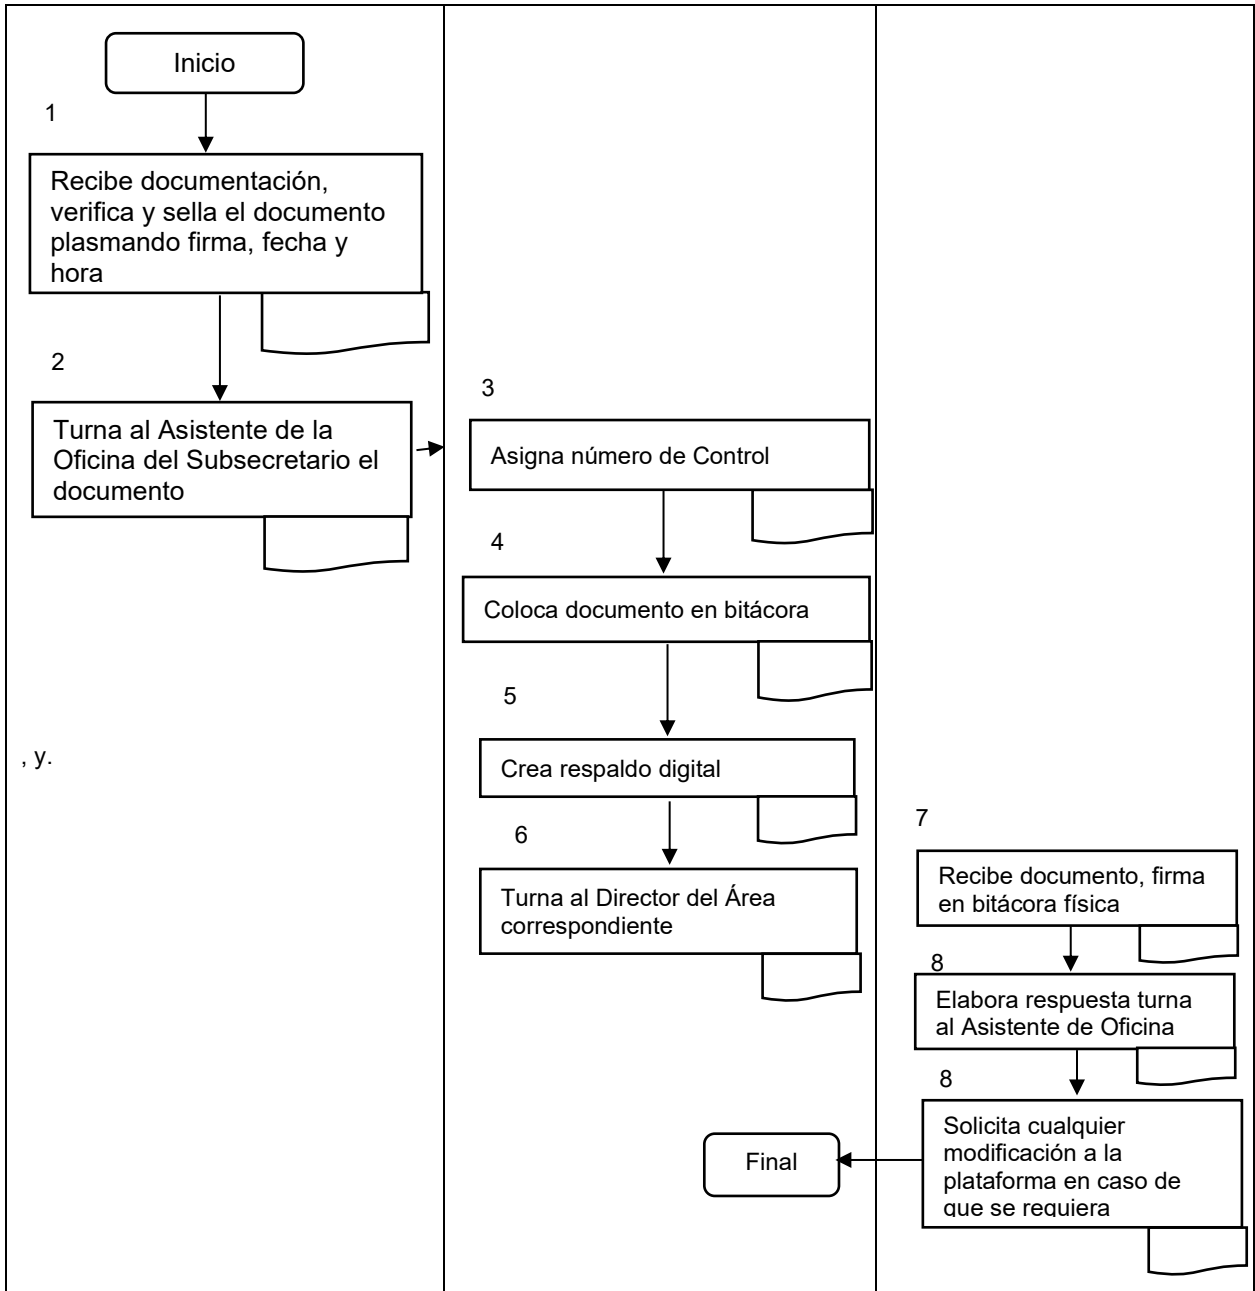 Inicio
1
Recibe documentación,
verifica y sella el documento
plasmando firma, fecha y
hora
2
Turna al Asistente de la
Oficina del Subsecretario el
documento
, y.
3
Asigna número de Control
4
Coloca documento en bitácora
5
Crea respaldo digital
6
Turna al Director del Área
correspondiente
7
Recibe documento, firma
en bitácora física
8
Elabora respuesta turna
al Asistente de Oficina
8
Solicita cualquier
modificación a la
plataforma en caso de
que se requiera
Final